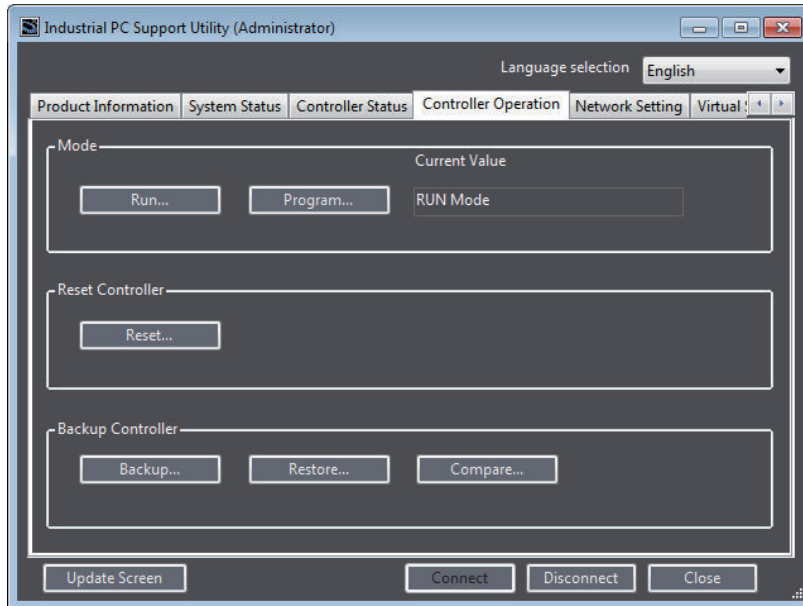 Industrial PC Support Utility (Administrator)
Language selection English
Product Information System Status Controller Status Controller Operation Network Setting Virtual
Mode
Current Value
Run... Program... RUN Mode
Reset Controller
Reset...
Backup Controller
Backup... Restore... Compare...
Update Screen Connect Disconnect Close